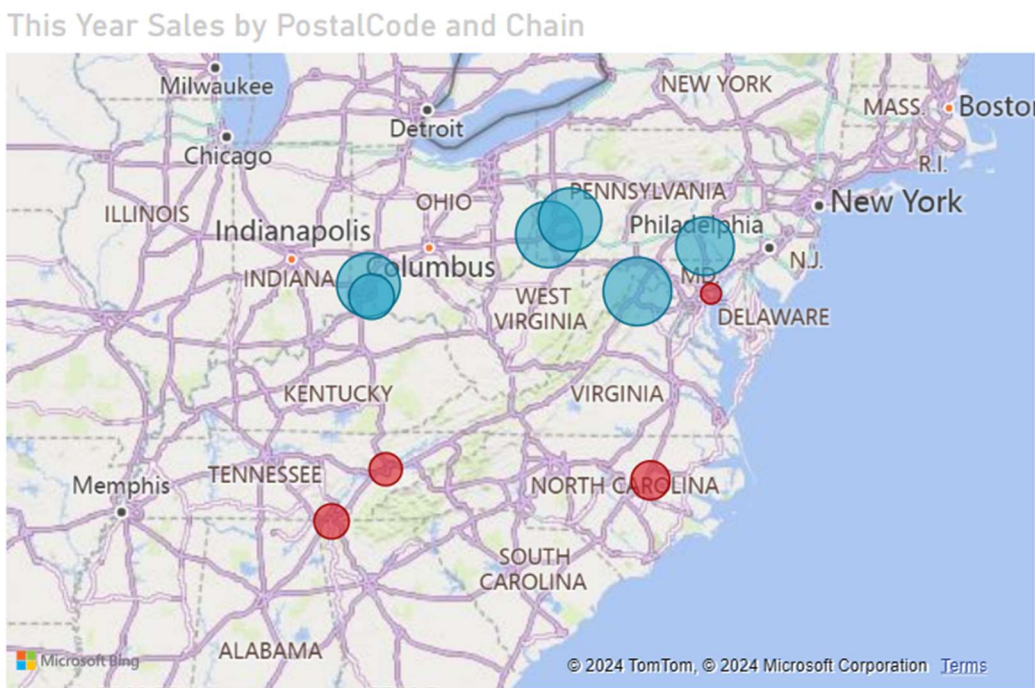 This Year Sales by PostalCode and Chain
Milwaukee
NEW YORK
MASS.
Boston
Detroit
Chicago
R.I.
PENNSYLVANIA
OHIO
New York
ILLINOIS
Philadelphia
Indianapolis
N.J.
Columbus
INDIANA
MD.
WEST
VIRGINIA
DELAWARE
KENTUCKY
VIRGINIA
TENNESSEE
Memphis
NORTH CAROLINA
SOUTH
CAROLINA
ALABAMA
Microsoft Bing
© 2024 TomTom, © 2024 Microsoft Corporation Terms